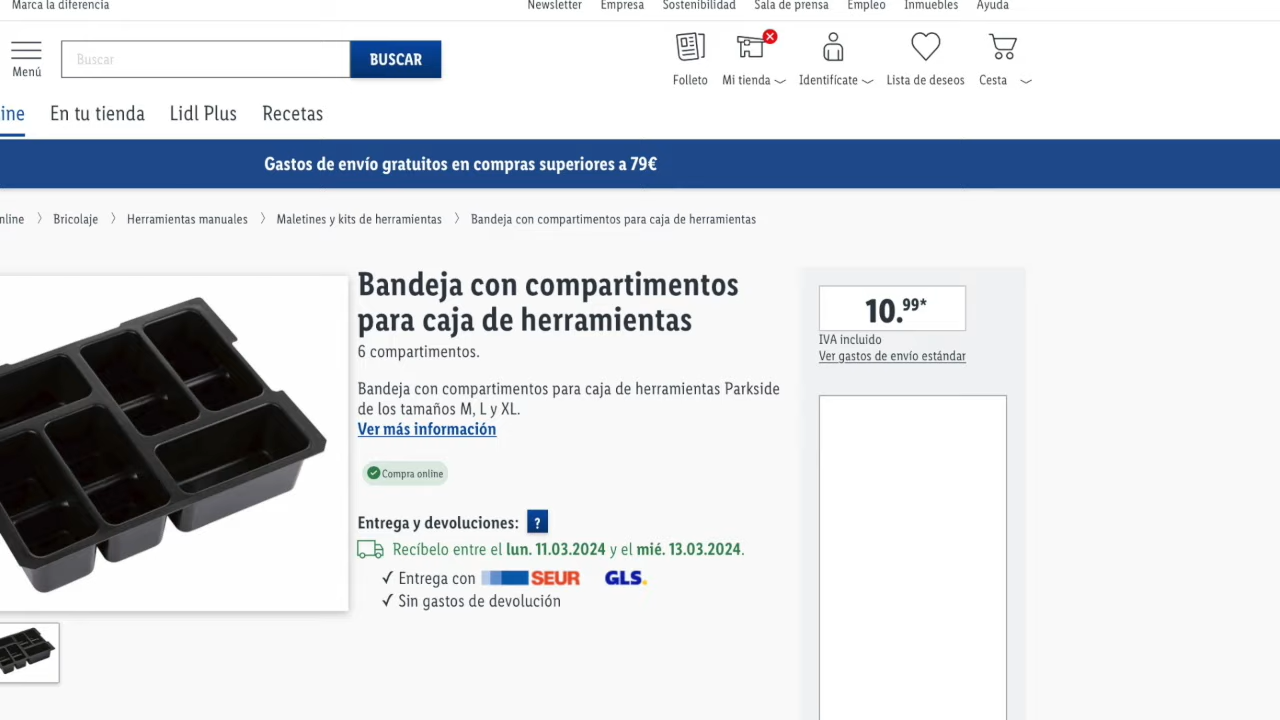 Marca la diferencia
Newsletter Empresa Sostenibilidad Sala de prensa Empleo Inmuebles Ayuda
Menú
Buscar
BUSCAR
Folleto Mi tienda Identifícate Lista de deseos Cesta
ine En tu tienda Lidl Plus Recetas
Gastos de envío gratuitos en compras superiores a 79€
nline Bricolaje Herramientas manuales Maletines y kits de herramientas Bandeja con compartimentos para caja de herramientas
Bandeja con compartimentos
para caja de herramientas
6 compartimentos.
Bandeja con compartimentos para caja de herramientas Parkside
de los tamaños M, L y XL.
Ver más información
Compra online
Entrega y devoluciones: ?
Recíbelo entre el lun. 11.03.2024 y el mié. 13.03.2024.
✓ Entrega con SEUR GLS.
✓ Sin gastos de devolución
10.99*
IVA incluido
Ver gastos de envío estándar